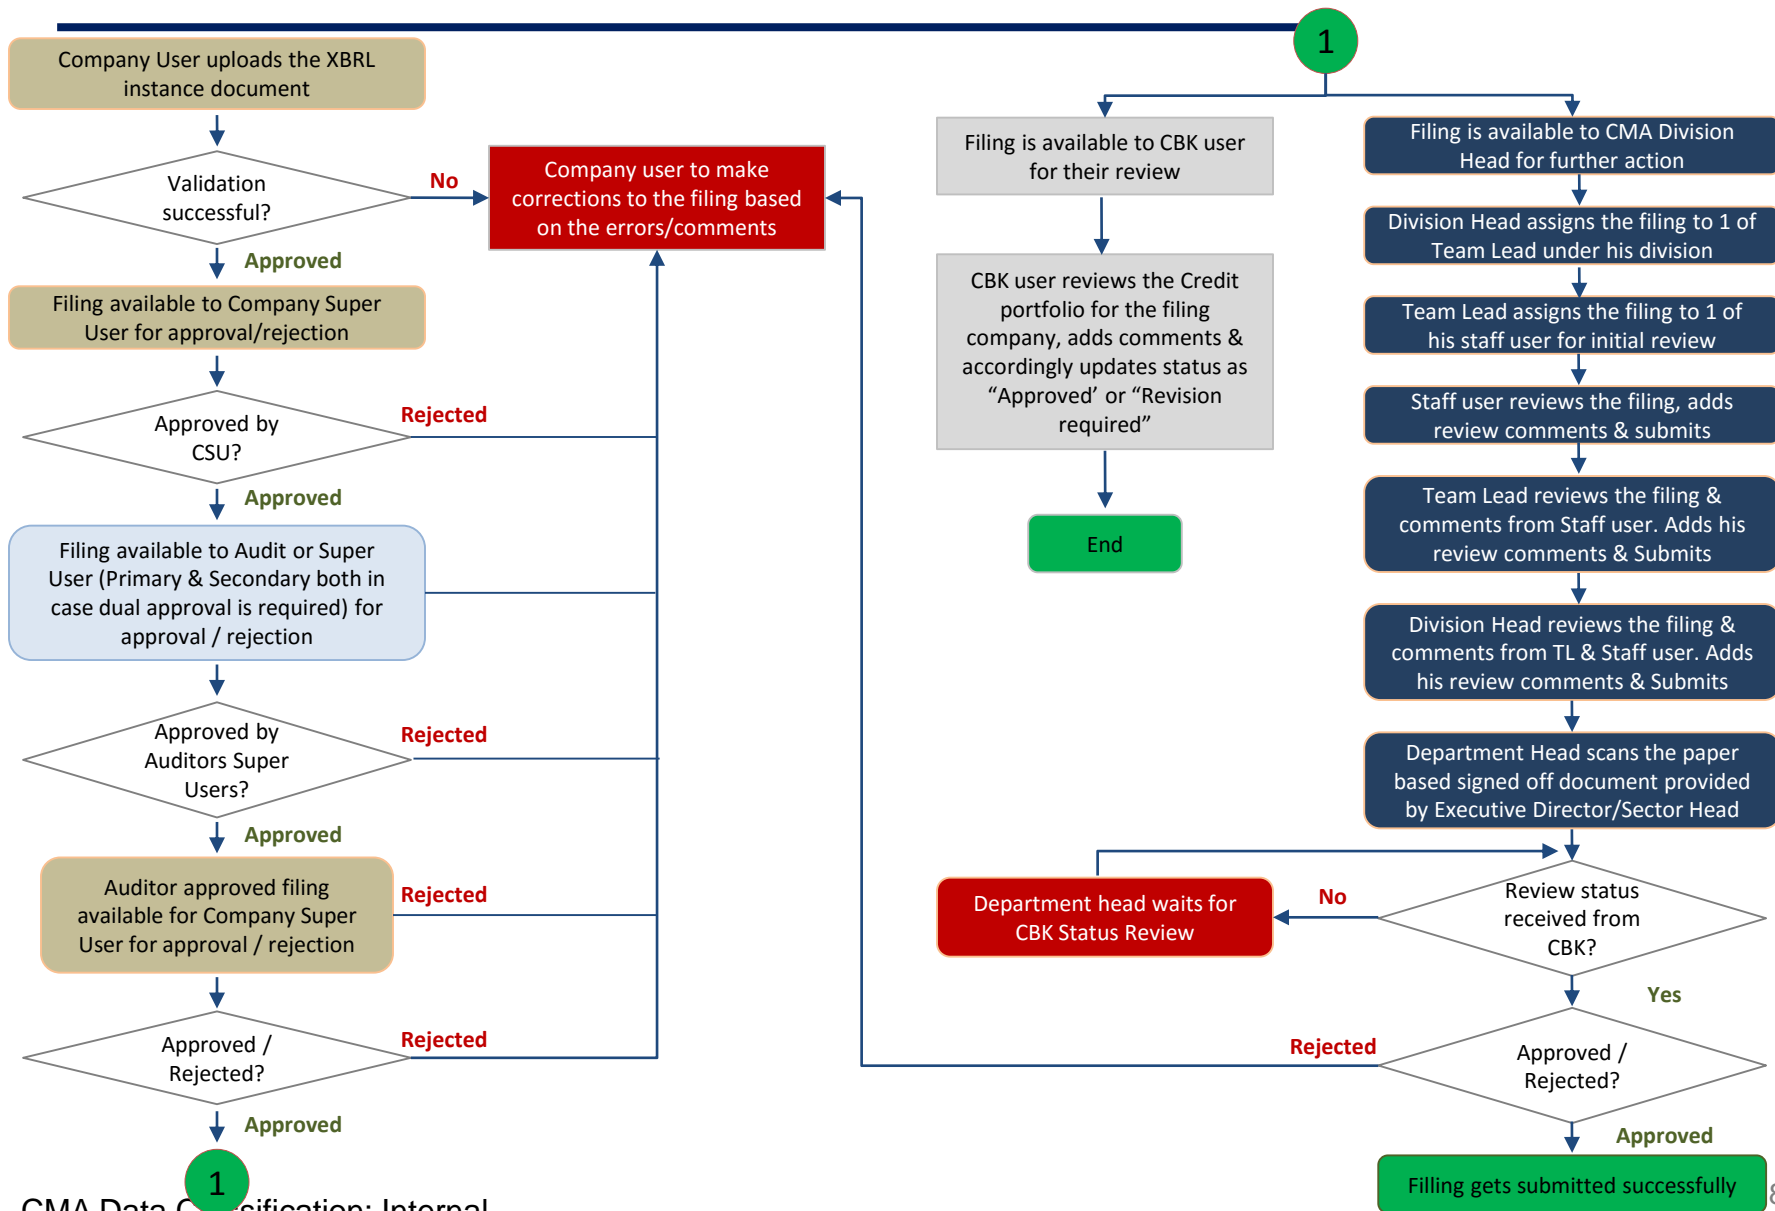 Company User uploads the XBRL
instance document
Validation
successful?
No
Company user to make
corrections to the filing based
on the errors/comments
Approved
Filing available to Company Super
User for approval/rejection
Approved by
CSU?
Rejected
Approved
Filing available to Audit or Super
User (Primary & Secondary both in
case dual approval is required) for
approval / rejection
Approved by
Auditors Super
Users?
Rejected
Approved
Auditor approved filing
available for Company Super
User for approval / rejection
Rejected
Approved /
Rejected?
Rejected
Approved
1
1
Filing is available to CBK user
for their review
CBK user reviews the Credit
portfolio for the filing
company, adds comments &
accordingly updates status as
“Approved’ or “Revision
required”
End
Filing is available to CMA Division
Head for further action
Division Head assigns the filing to 1 of
Team Lead under his division
Team Lead assigns the filing to 1 of
his staff user for initial review
Staff user reviews the filing, adds
review comments & submits
Team Lead reviews the filing &
comments from Staff user. Adds his
review comments & Submits
Division Head reviews the filing &
comments from TL & Staff user. Adds
his review comments & Submits
Department Head scans the paper
based signed off document provided
by Executive Director/Sector Head
Review status
received from
CBK?
No
Department head waits for
CBK Status Review
Yes
Approved /
Rejected?
Rejected
Approved
Filling gets submitted successfully
8
CMA Data Internal